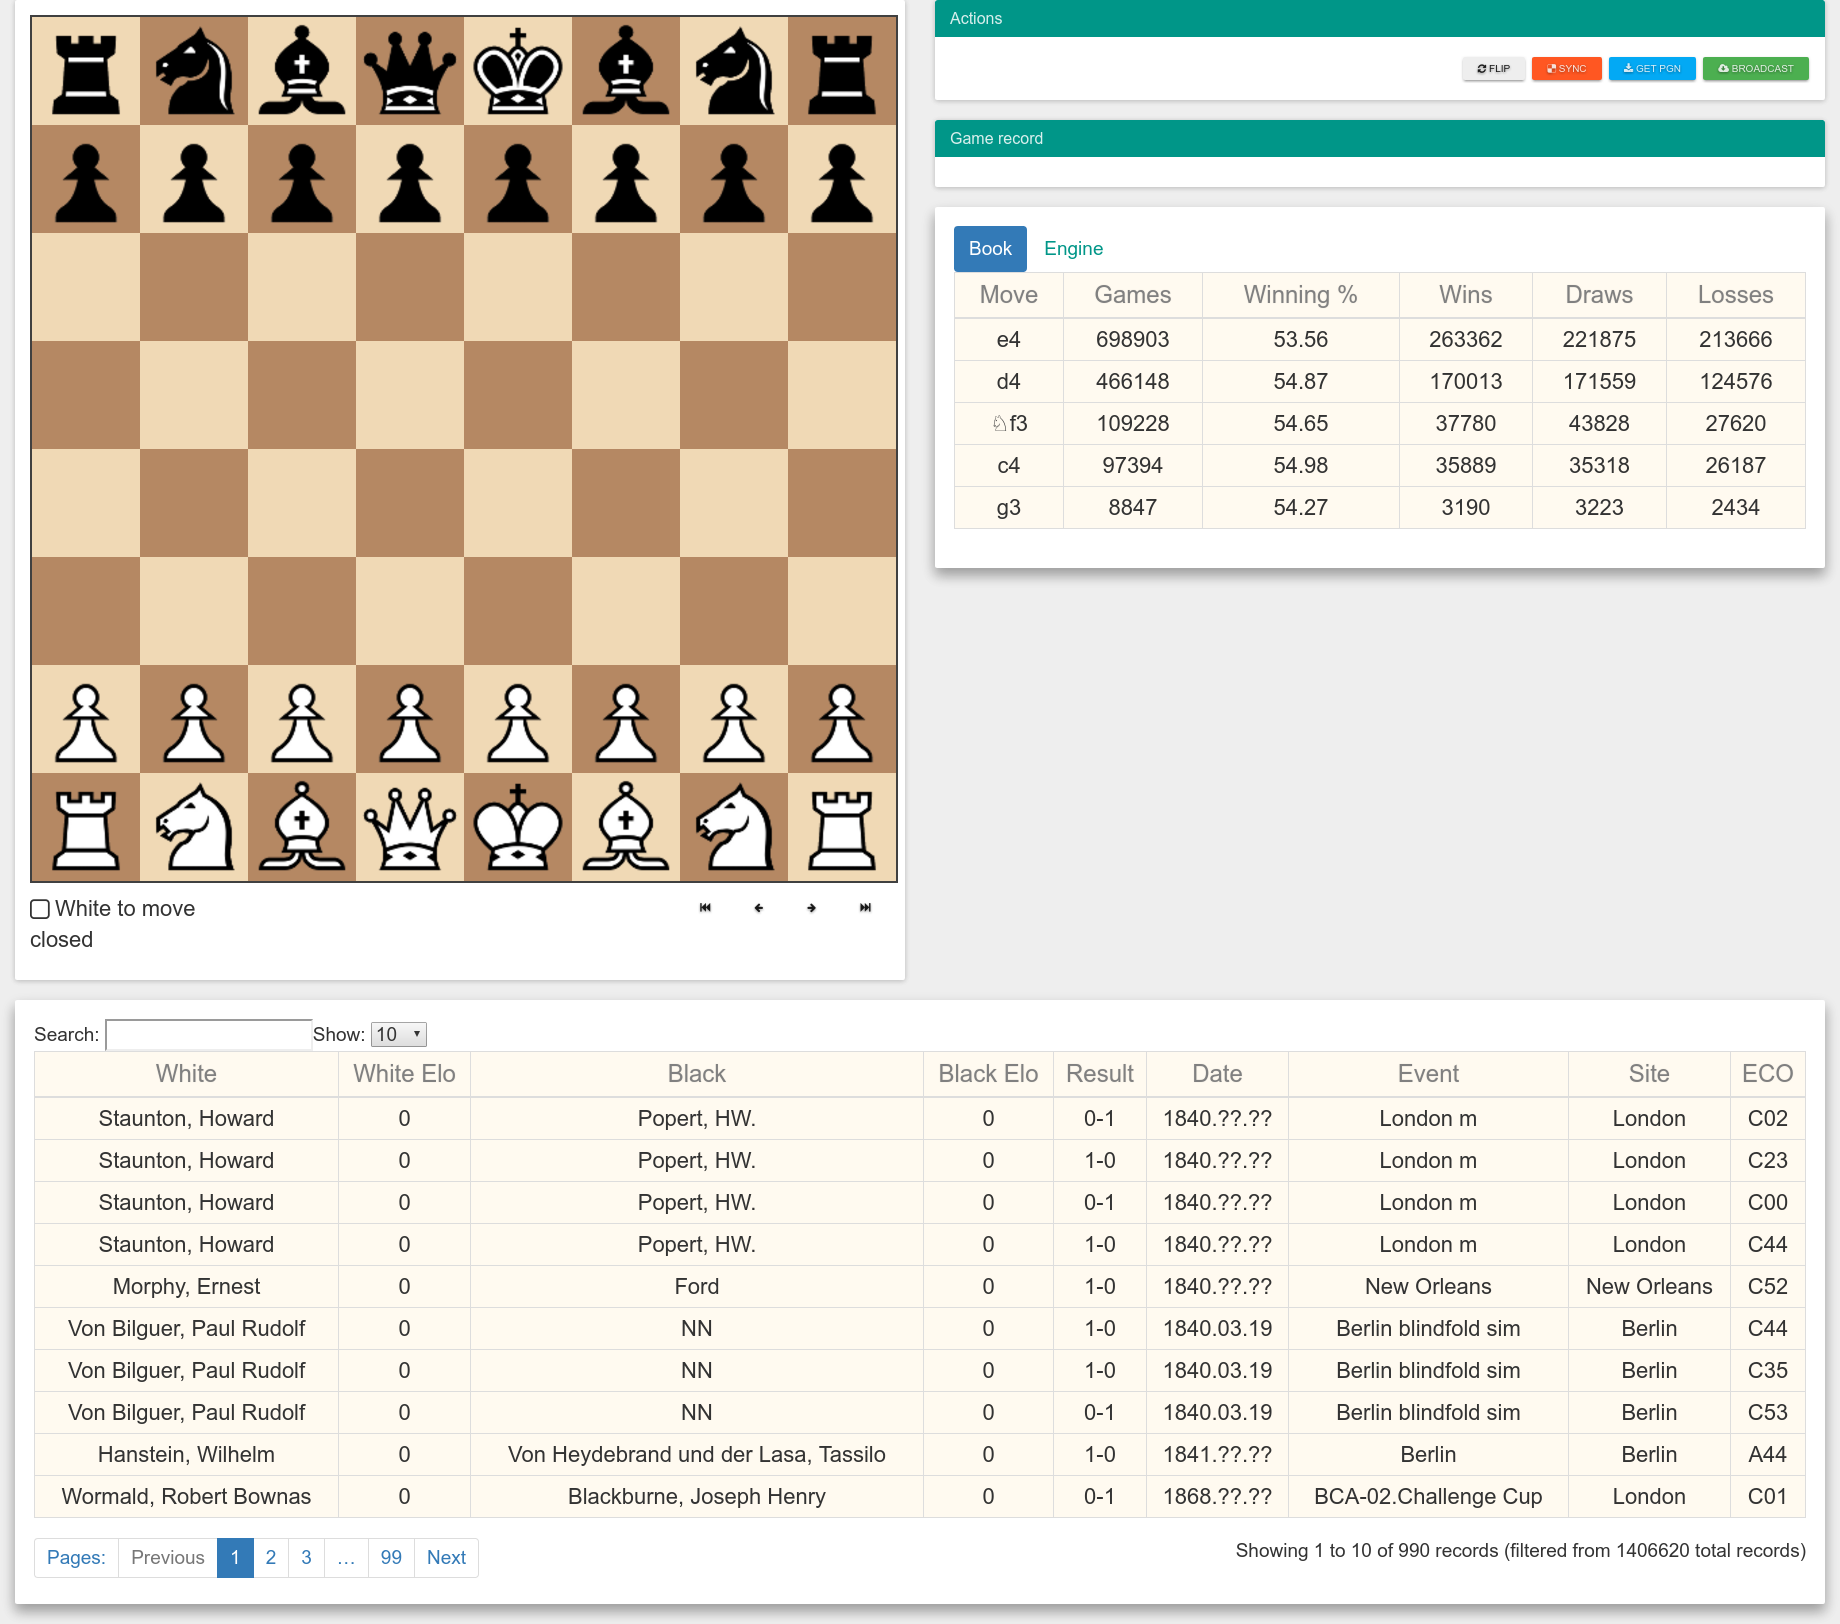 Actions
FLIP SYNC GET PGN BROADCAST
Game record
Book Engine
Move Games Winning % Wins Draws Losses
e4 698903 53.56 263362 221875 213666
d4 466148 54.87 170013 171559 124576
♘f3 109228 54.65 37780 43828 27620
c4 97394 54.98 35889 35318 26187
g3 8847 54.27 3190 3223 2434
White to move
closed
Search: Show: 10
White White Elo Black Black Elo Result Date Event Site ECO
Staunton, Howard 0 Popert, HW. 0 0-1 1840.??.?? London m London C02
Staunton, Howard 0 Popert, HW. 0 1-0 1840.??.?? London m London C23
Staunton, Howard 0 Popert, HW. 0 0-1 1840.??.?? London m London C00
Staunton, Howard 0 Popert, HW. 0 1-0 1840.??.?? London m London C44
Morphy, Ernest 0 Ford 0 1-0 1840.??.?? New Orleans New Orleans C52
Von Bilguer, Paul Rudolf 0 NN 0 1-0 1840.03.19 Berlin blindfold sim Berlin C44
Von Bilguer, Paul Rudolf 0 NN 0 1-0 1840.03.19 Berlin blindfold sim Berlin C35
Von Bilguer, Paul Rudolf 0 NN 0 0-1 1840.03.19 Berlin blindfold sim Berlin C53
Hanstein, Wilhelm 0 Von Heydebrand und der Lasa, Tassilo 0 1-0 1841.??.?? Berlin Berlin A44
Wormald, Robert Bownas 0 Blackburne, Joseph Henry 0 0-1 1868.??.?? BCA-02.Challenge Cup London C01
Pages: Previous 1 2 3 … 99 Next
Showing 1 to 10 of 990 records (filtered from 1406620 total records)